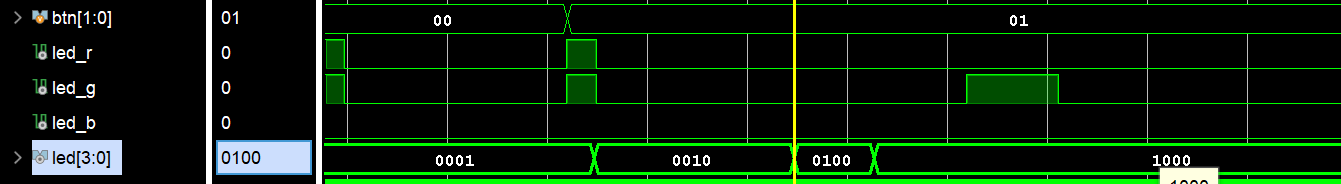 btn[1:0] 01 00 01
led_r 0
led_g 0
led_b 0
led[3:0] 0100 0001 0010 0100 1000